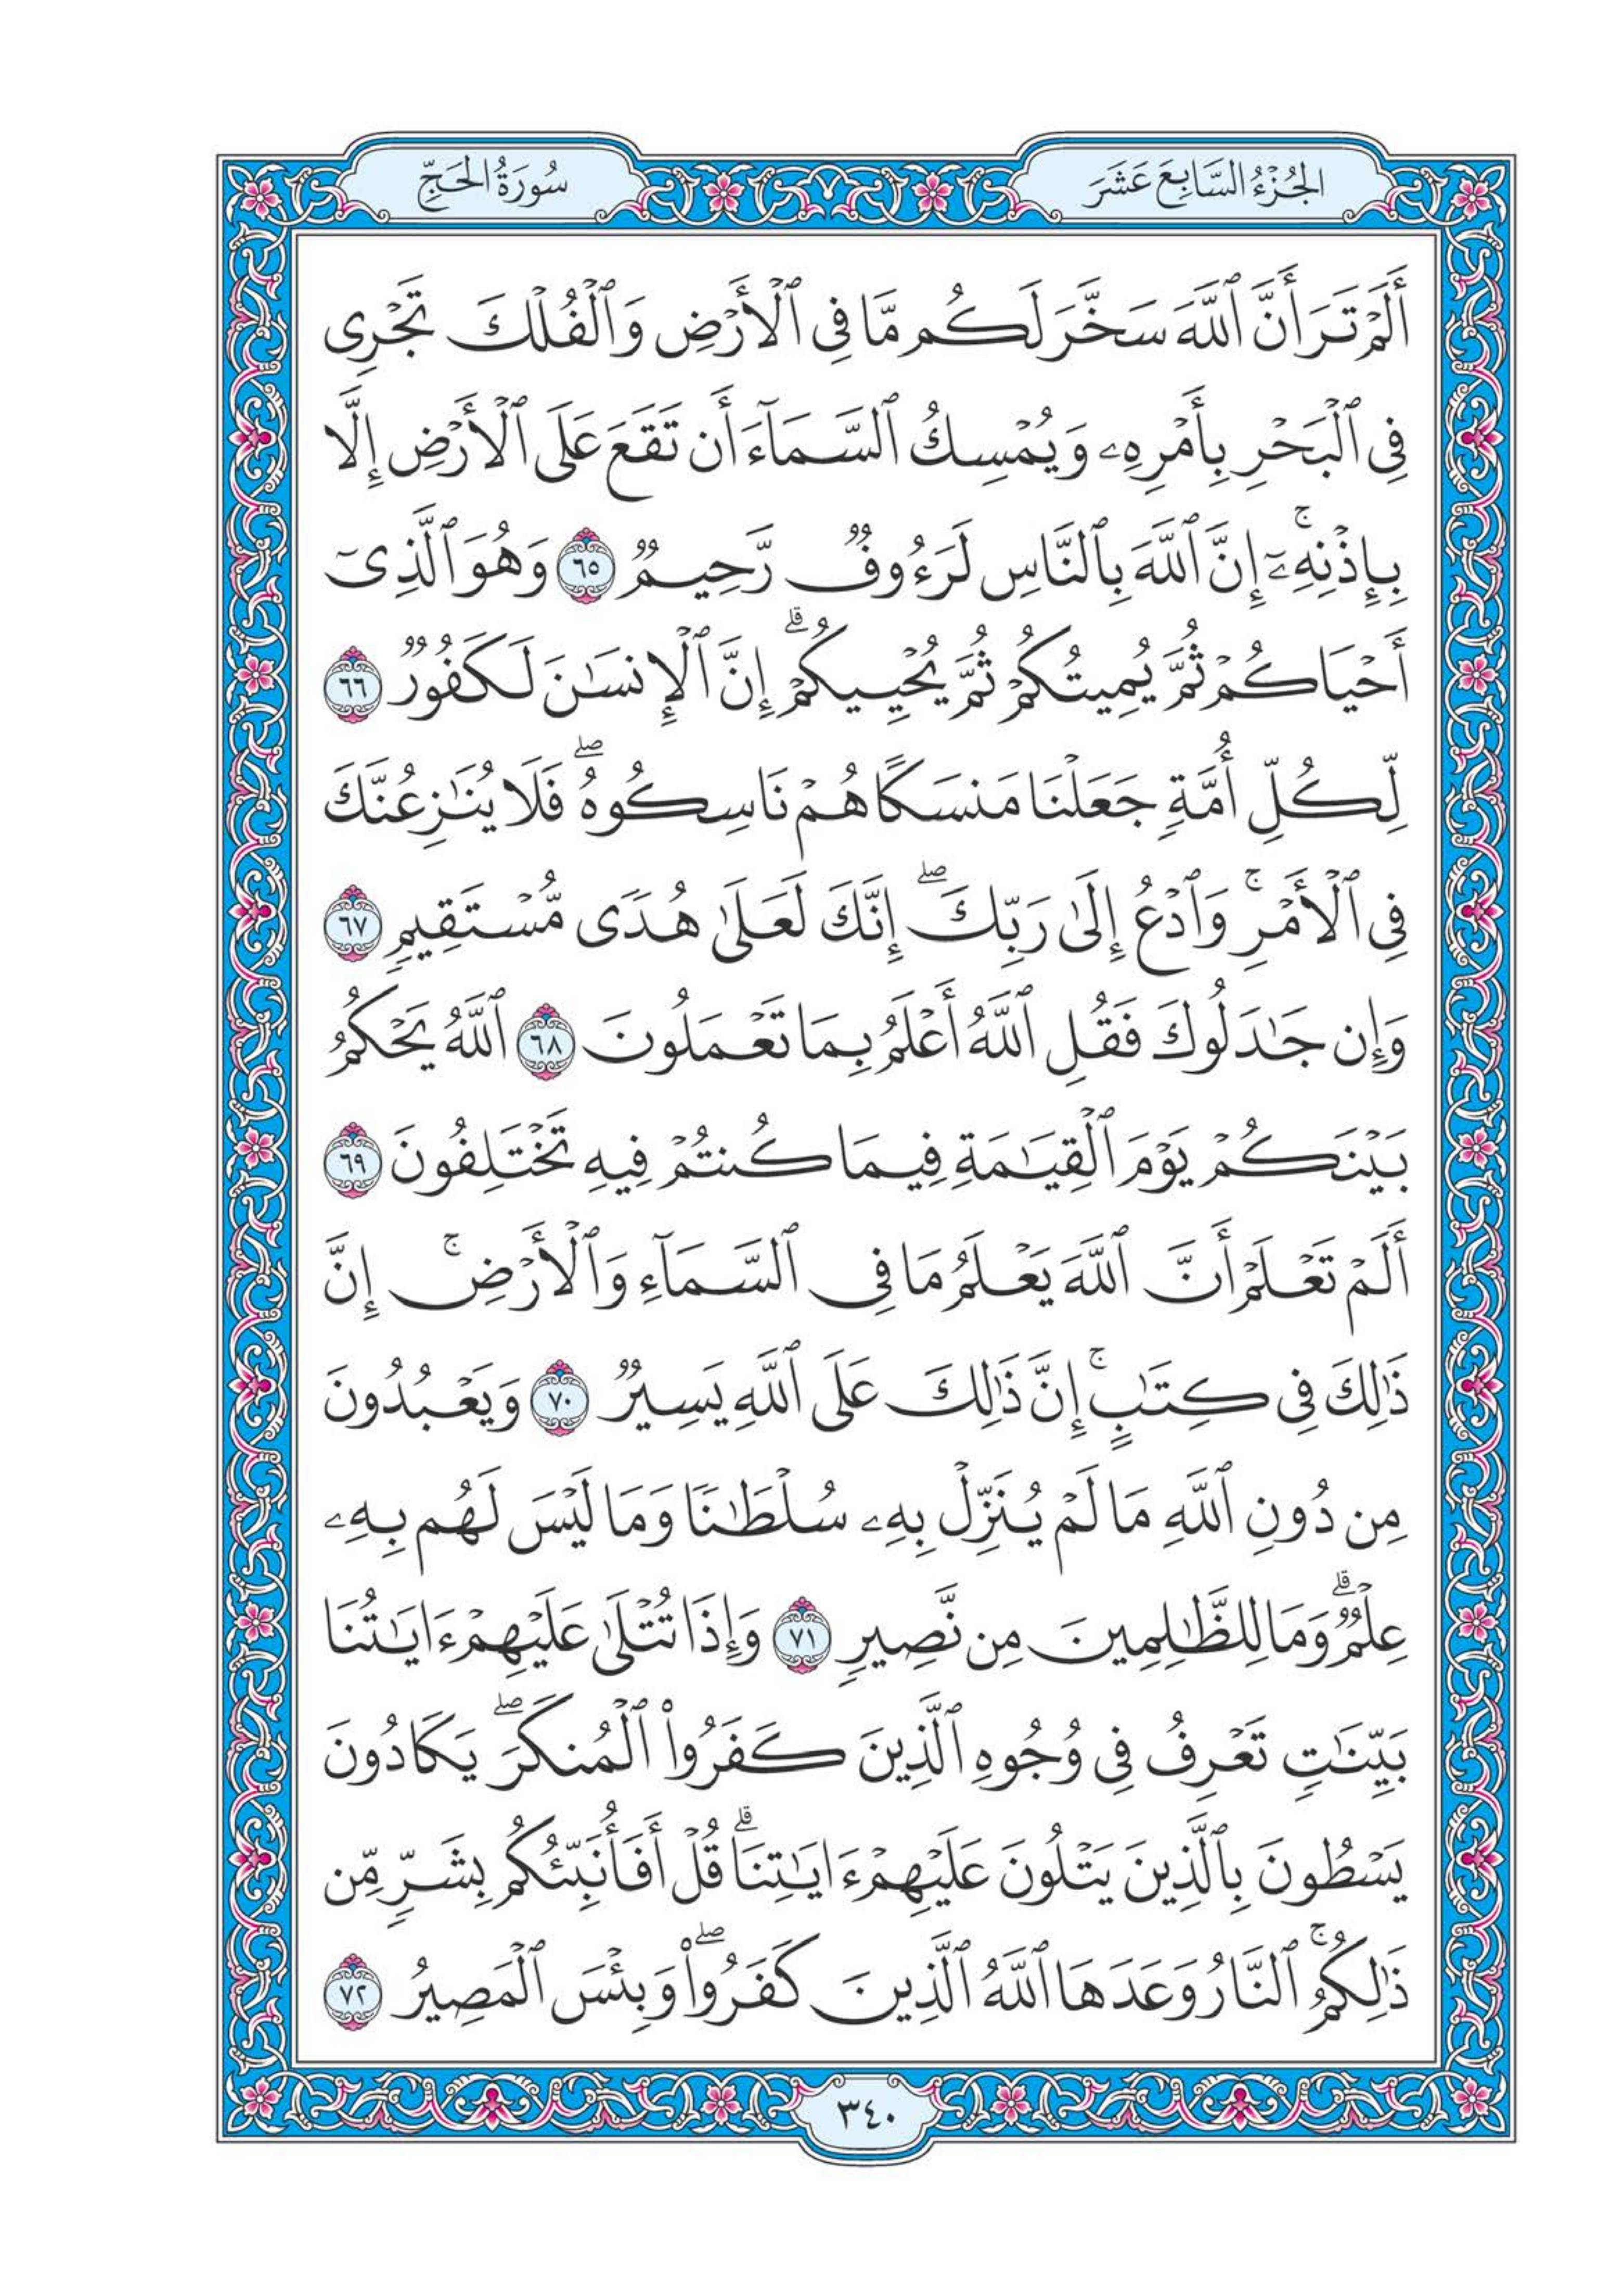 الجُزْءُ السَّابِعَ عَشَرَ
سُورَةُ الحَجِّ
أَلَمْ تَرَ أَنَّ ٱللَّهَ سَخَّرَ لَكُم مَّا فِى ٱلْأَرْضِ وَٱلْفُلْكَ تَجْرِى
فِى ٱلْبَحْرِ بِأَمْرِهِۦ وَيُمْسِكُ ٱلسَّمَآءَ أَن تَقَعَ عَلَى ٱلْأَرْضِ إِلَّا
بِإِذْنِهِۦٓ ۚ إِنَّ ٱللَّهَ بِٱلنَّاسِ لَرَءُوفٌ رَّحِيمٌ ٦٥ وَهُوَ ٱلَّذِىٓ
أَحْيَاكُمْ ثُمَّ يُمِيتُكُمْ ثُمَّ يُحْيِيكُمْ ۗ إِنَّ ٱلْإِنسَـٰنَ لَكَفُورٌ ٦٦
لِّكُلِّ أُمَّةٍ جَعَلْنَا مَنسَكًا هُمْ نَاسِكُوهُ ۖ فَلَا يُنَـٰزِعُنَّكَ
فِى ٱلْأَمْرِ ۚ وَٱدْعُ إِلَىٰ رَبِّكَ ۖ إِنَّكَ لَعَلَىٰ هُدًى مُّسْتَقِيمٍ ٦٧
وَإِن جَـٰدَلُوكَ فَقُلِ ٱللَّهُ أَعْلَمُ بِمَا تَعْمَلُونَ ٦٨ ٱللَّهُ يَحْكُمُ
بَيْنَكُمْ يَوْمَ ٱلْقِيَـٰمَةِ فِيمَا كُنتُمْ فِيهِ تَخْتَلِفُونَ ٦٩
أَلَمْ تَعْلَمْ أَنَّ ٱللَّهَ يَعْلَمُ مَا فِى ٱلسَّمَآءِ وَٱلْأَرْضِ ۚ إِنَّ
ذَٰلِكَ فِى كِتَـٰبٍ ۚ إِنَّ ذَٰلِكَ عَلَى ٱللَّهِ يَسِيرٌ ٧٠ وَيَعْبُدُونَ
مِن دُونِ ٱللَّهِ مَا لَمْ يُنَزِّلْ بِهِۦ سُلْطَـٰنًا وَمَا لَيْسَ لَهُم بِهِۦ
عِلْمٌ ۗ وَمَا لِلظَّـٰلِمِينَ مِن نَّصِيرٍ ٧١ وَإِذَا تُتْلَىٰ عَلَيْهِمْ ءَايَـٰتُنَا
بَيِّنَـٰتٍ تَعْرِفُ فِى وُجُوهِ ٱلَّذِينَ كَفَرُوا۟ ٱلْمُنكَرَ ۖ يَكَادُونَ
يَسْطُونَ بِٱلَّذِينَ يَتْلُونَ عَلَيْهِمْ ءَايَـٰتِنَا ۗ قُلْ أَفَأُنَبِّئُكُم بِشَرٍّ مِّن
ذَٰلِكُمُ ۚ ٱلنَّارُ وَعَدَهَا ٱللَّهُ ٱلَّذِينَ كَفَرُوا۟ ۖ وَبِئْسَ ٱلْمَصِيرُ ٧٢
٣٤٠